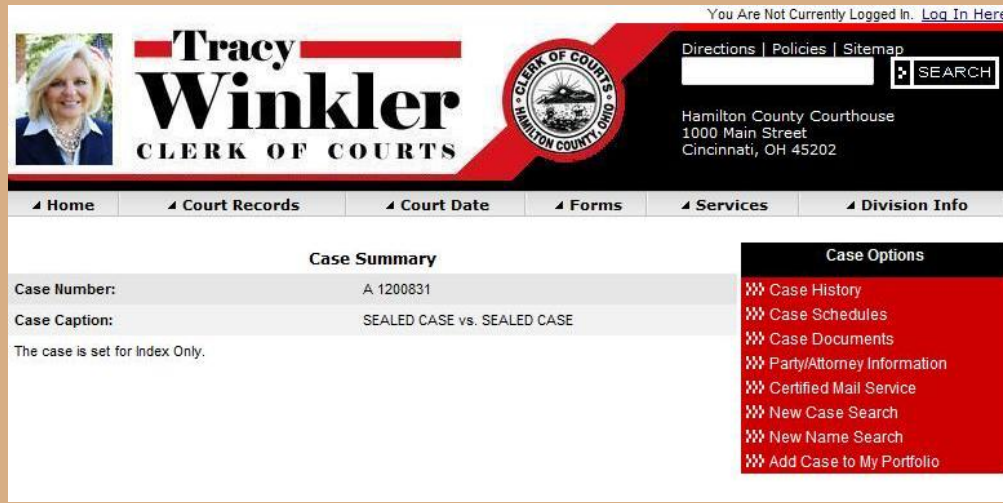 You Are Not Currently Logged In. Log In Here
Tracy
Winkler
CLERK OF COURTS
CLERK OF COURTS
HAMILTON COUNTY, OHIO
Directions | Policies | Sitemap
SEARCH
Hamilton County Courthouse
1000 Main Street
Cincinnati, OH 45202
Home Court Records Court Date Forms Services Division Info
Case Summary
Case Number: A 1200831
Case Caption: SEALED CASE vs. SEALED CASE
The case is set for Index Only.
Case Options
Case History
Case Schedules
Case Documents
Party/Attorney Information
Certified Mail Service
New Case Search
New Name Search
Add Case to My Portfolio